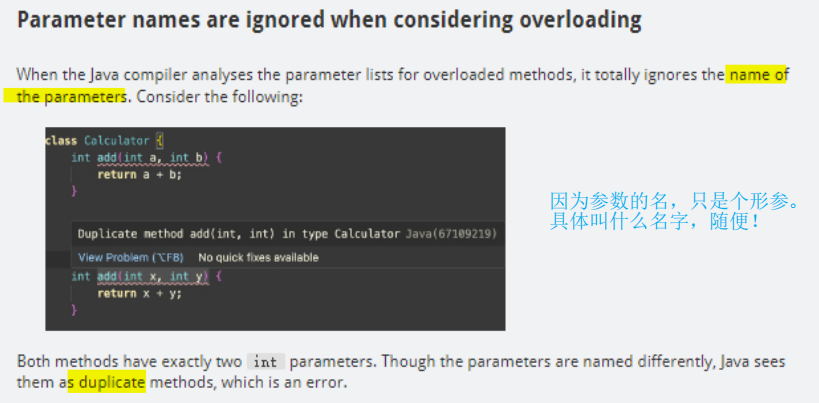 Parameter names are ignored when considering overloading
When the Java compiler analyses the parameter lists for overloaded methods, it totally ignores the name of
the parameters. Consider the following:
class Calculator {
int add(int a, int b) {
return a + b;
}
因为参数的名，只是个形参。
具体叫什么名字，随便！
Duplicate method add(int, int) in type Calculator Java(67109219)
View Problem (⌥F8) No quick fixes available
int add(int x, int y) {
return x + y;
}
Both methods have exactly two int parameters. Though the parameters are named differently, Java sees
them as duplicate methods, which is an error.